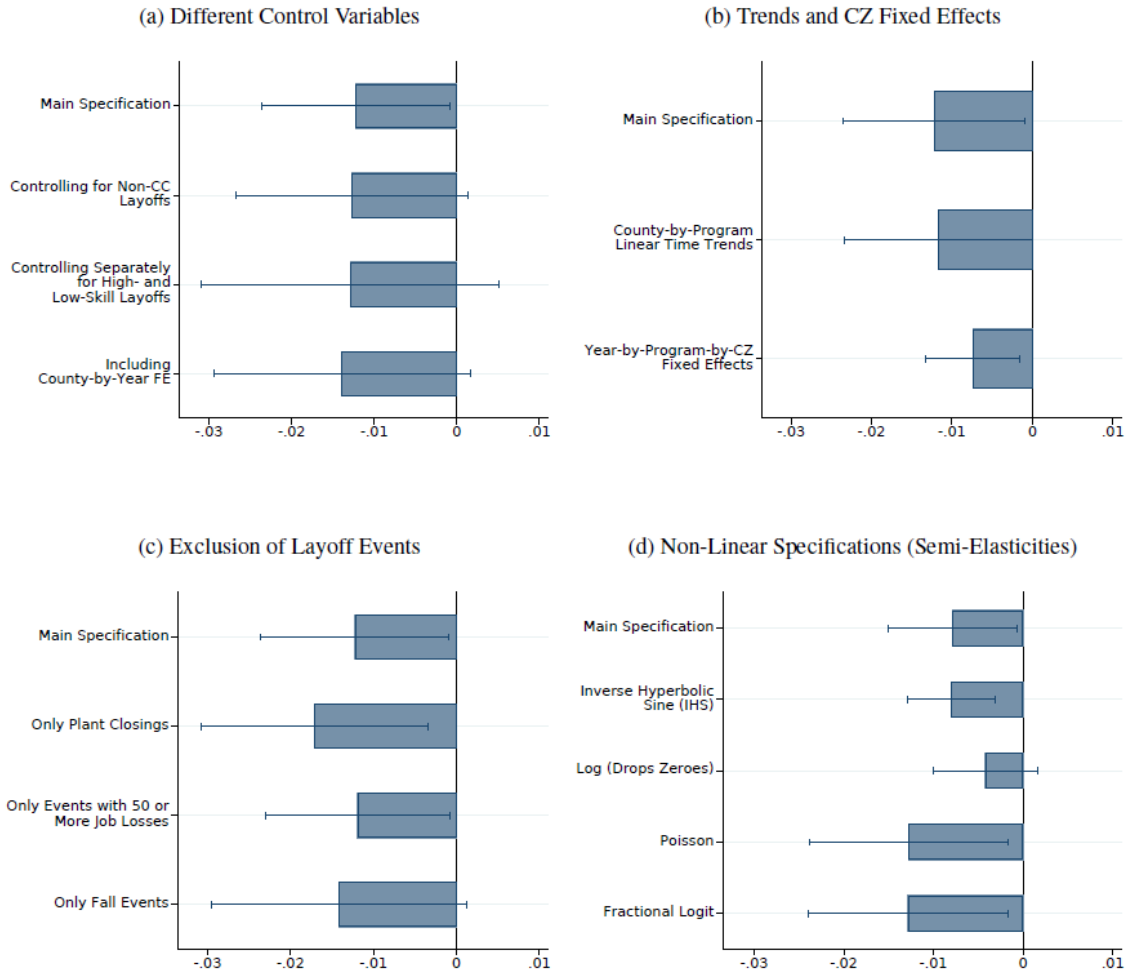 (a) Different Control Variables
Main Specification
Controlling for Non-CC
Layoffs
Controlling Separately
for High- and
Low-Skill Layoffs
Including
County-by-Year FE
-.03 -.02 -.01 0 .01
(b) Trends and CZ Fixed Effects
Main Specification
County-by-Program
Linear Time Trends
Year-by-Program-by-CZ
Fixed Effects
-.03 -.02 -.01 0 .01
(c) Exclusion of Layoff Events
Main Specification
Only Plant Closings
Only Events with 50 or
More Job Losses
Only Fall Events
-.03 -.02 -.01 0 .01
(d) Non-Linear Specifications (Semi-Elasticities)
Main Specification
Inverse Hyperbolic
Sine (IHS)
Log (Drops Zeroes)
Poisson
Fractional Logit
-.03 -.02 -.01 0 .01